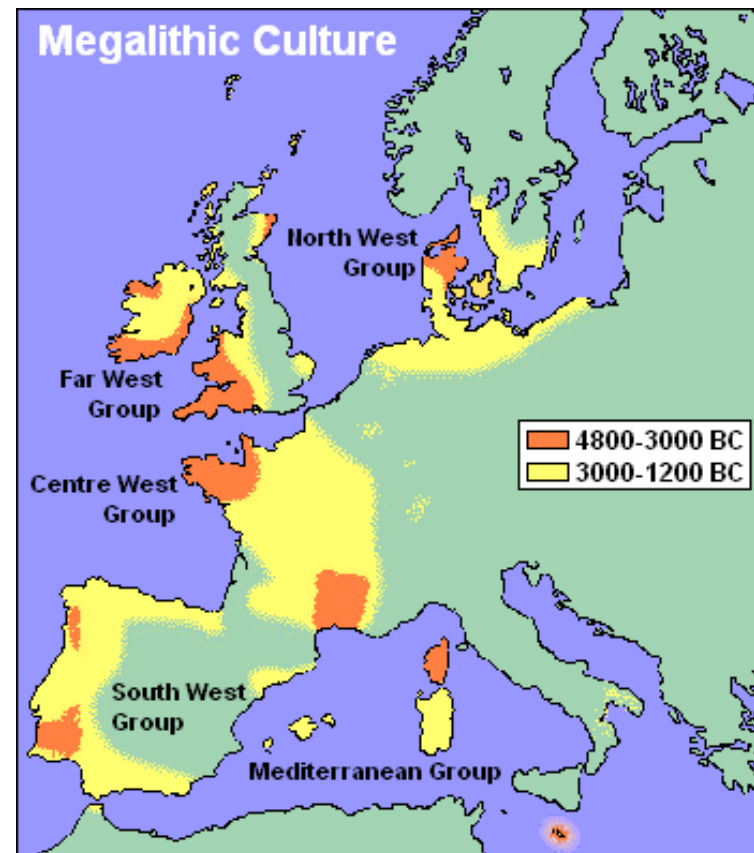 Megalithic Culture
North West
Group
Far West
Group
4800-3000 BC
3000-1200 BC
Centre West
Group
South West
Group
Mediterranean Group